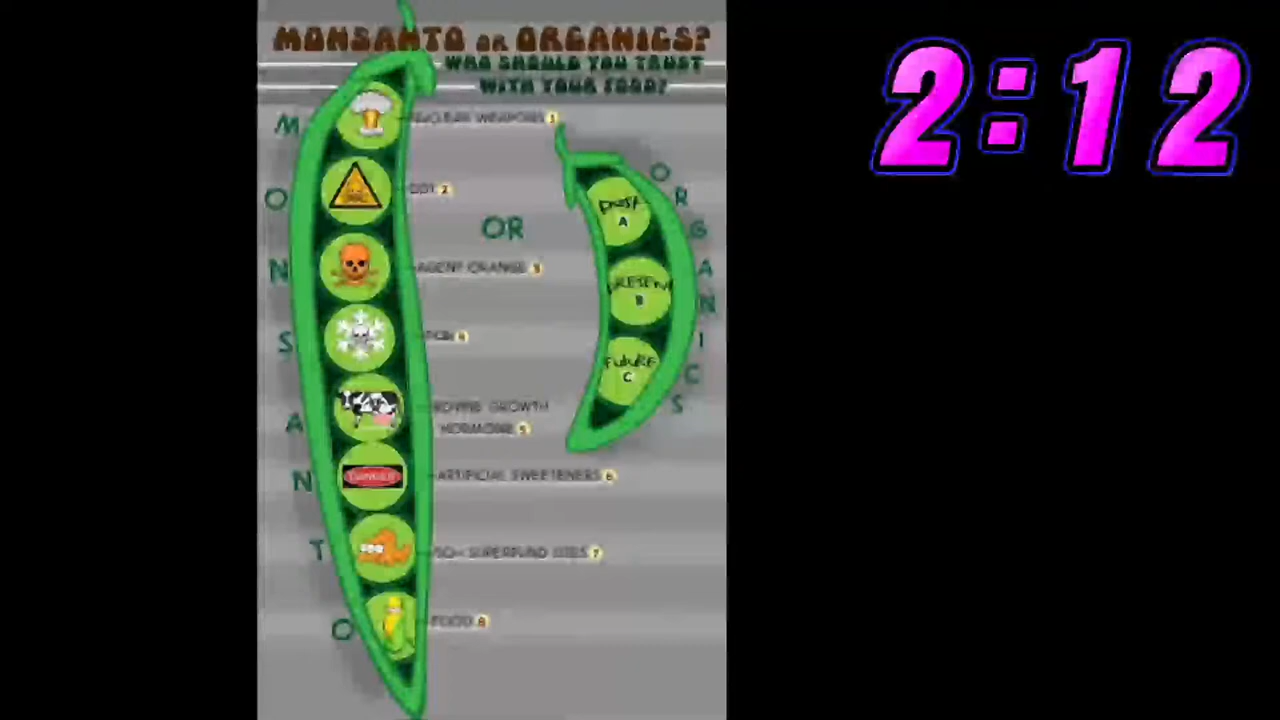 MONSANTO OR ORGANICS?
WHO SHOULD YOU TRUST
WITH YOUR FOOD?
2:12
M
NUCLEAR WEAPONS 1
O
DDT 2
N
AGENT ORANGE 3
S
PCB 4
A
BOVINE GROWTH
HORMONE 5
N
DANGER
ARTIFICIAL SWEETENERS 6
T
50+ SUPERFUND SITES 7
O
FOOD 8
OR
O
R
G
A
N
I
C
S
A
PRESENT
B
FUTURE
C